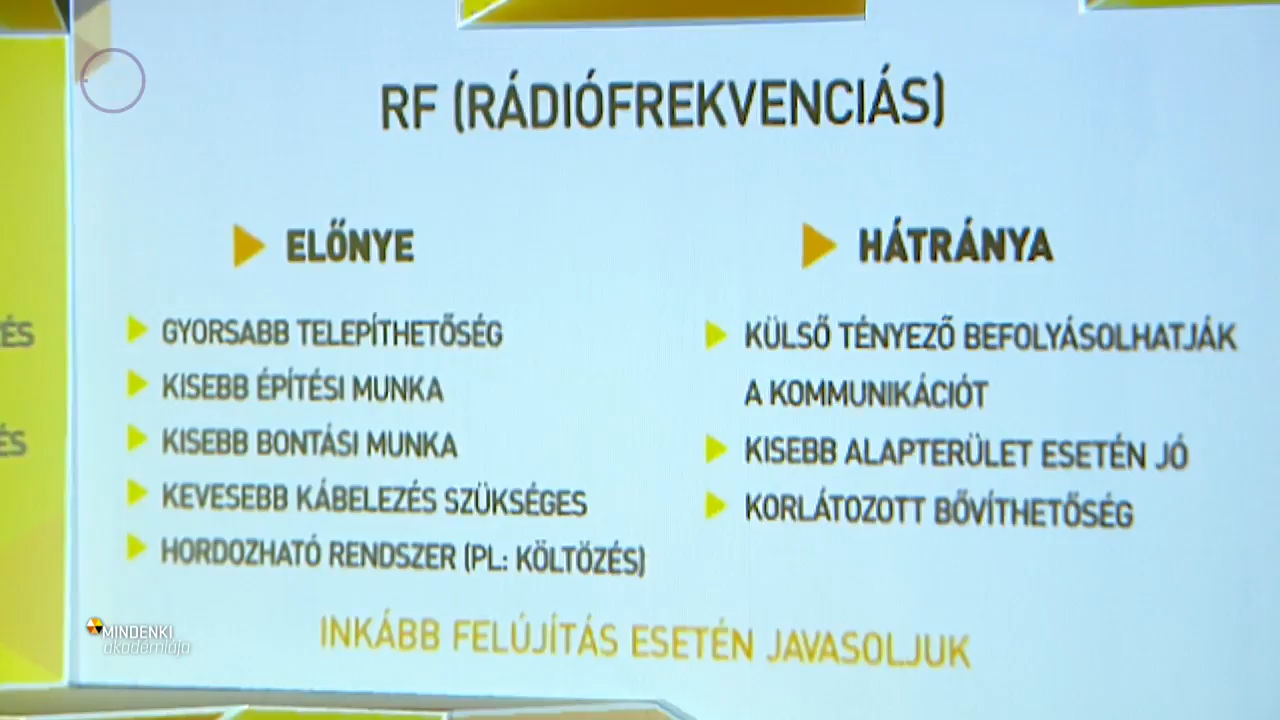 RF (RÁDIÓFREKVENCIÁS)
ELŐNYE
GYORSABB TELEPÍTHETŐSÉG
KISEBB ÉPÍTÉSI MUNKA
KISEBB BONTÁSI MUNKA
KEVESEBB KÁBELEZÉS SZÜKSÉGES
HORDOZHATÓ RENDSZER (PL: KÖLTÖZÉS)
HÁTRÁNYA
KÜLSŐ TÉNYEZŐ BEFOLYÁSOLHATJÁK
A KOMMUNIKÁCIÓT
KISEBB ALAPTERÜLET ESETÉN JÓ
KORLÁTOZOTT BŐVÍTHETŐSÉG
INKÁBB FELÚJÍTÁS ESETÉN JAVASOLJUK
MINDENKI
akadémiája